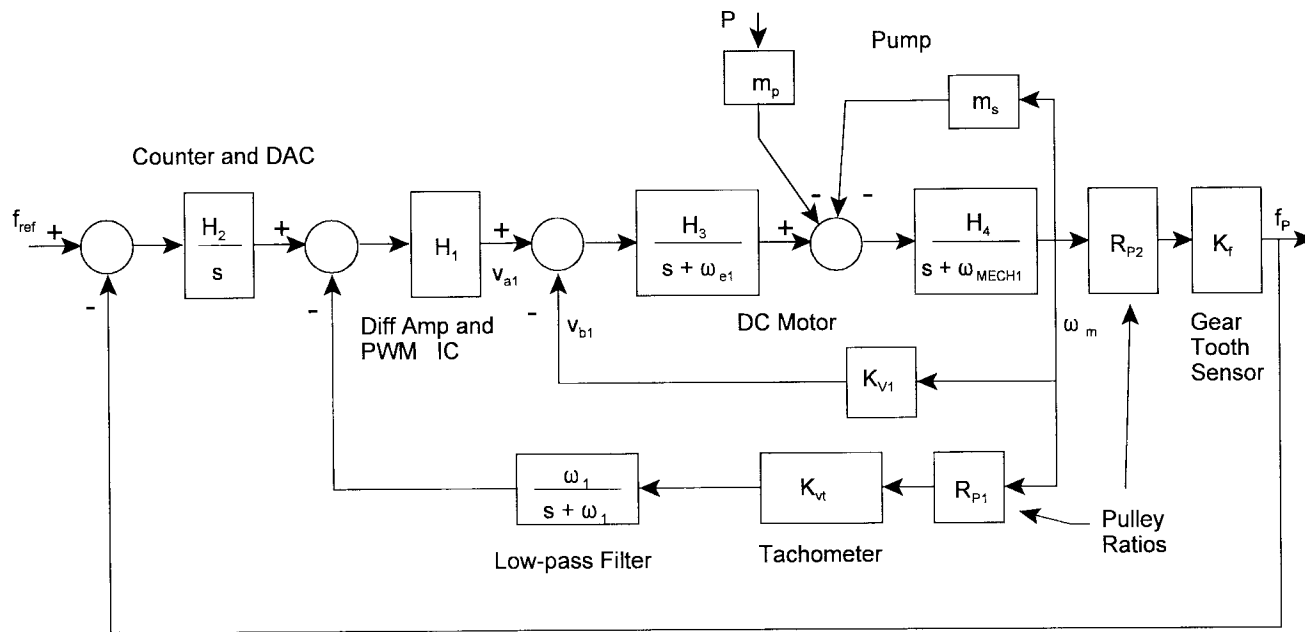 P
Pump
m_p
m_s
Counter and DAC
f_ref
+
-
H_2
s
+
-
H_1
+
v_a1
-
v_b1
H_3
s + ω_e1
+
-
-
H_4
s + ω_MECH1
R_P2
K_f
f_P
Diff Amp and
PWM IC
DC Motor
ω_m
Gear
Tooth
Sensor
K_V1
ω_1
s + ω_1
K_vt
R_P1
Low-pass Filter
Tachometer
Pulley
Ratios